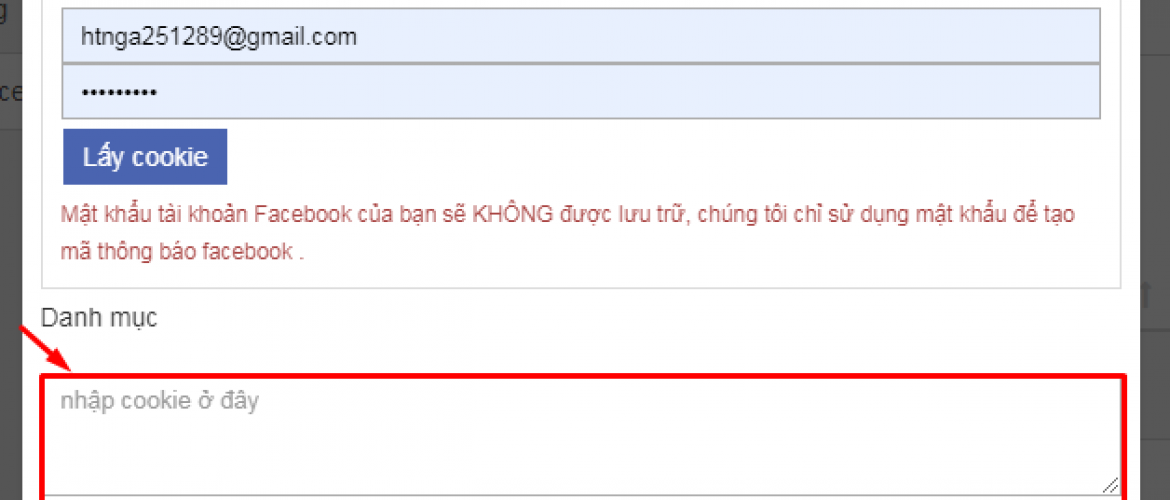 htnga251289@gmail.com
•••••••••
Lấy cookie
Mật khẩu tài khoản Facebook của bạn sẽ KHÔNG được lưu trữ, chúng tôi chỉ sử dụng mật khẩu để tạo
mã thông báo facebook .
Danh mục
nhập cookie ở đây